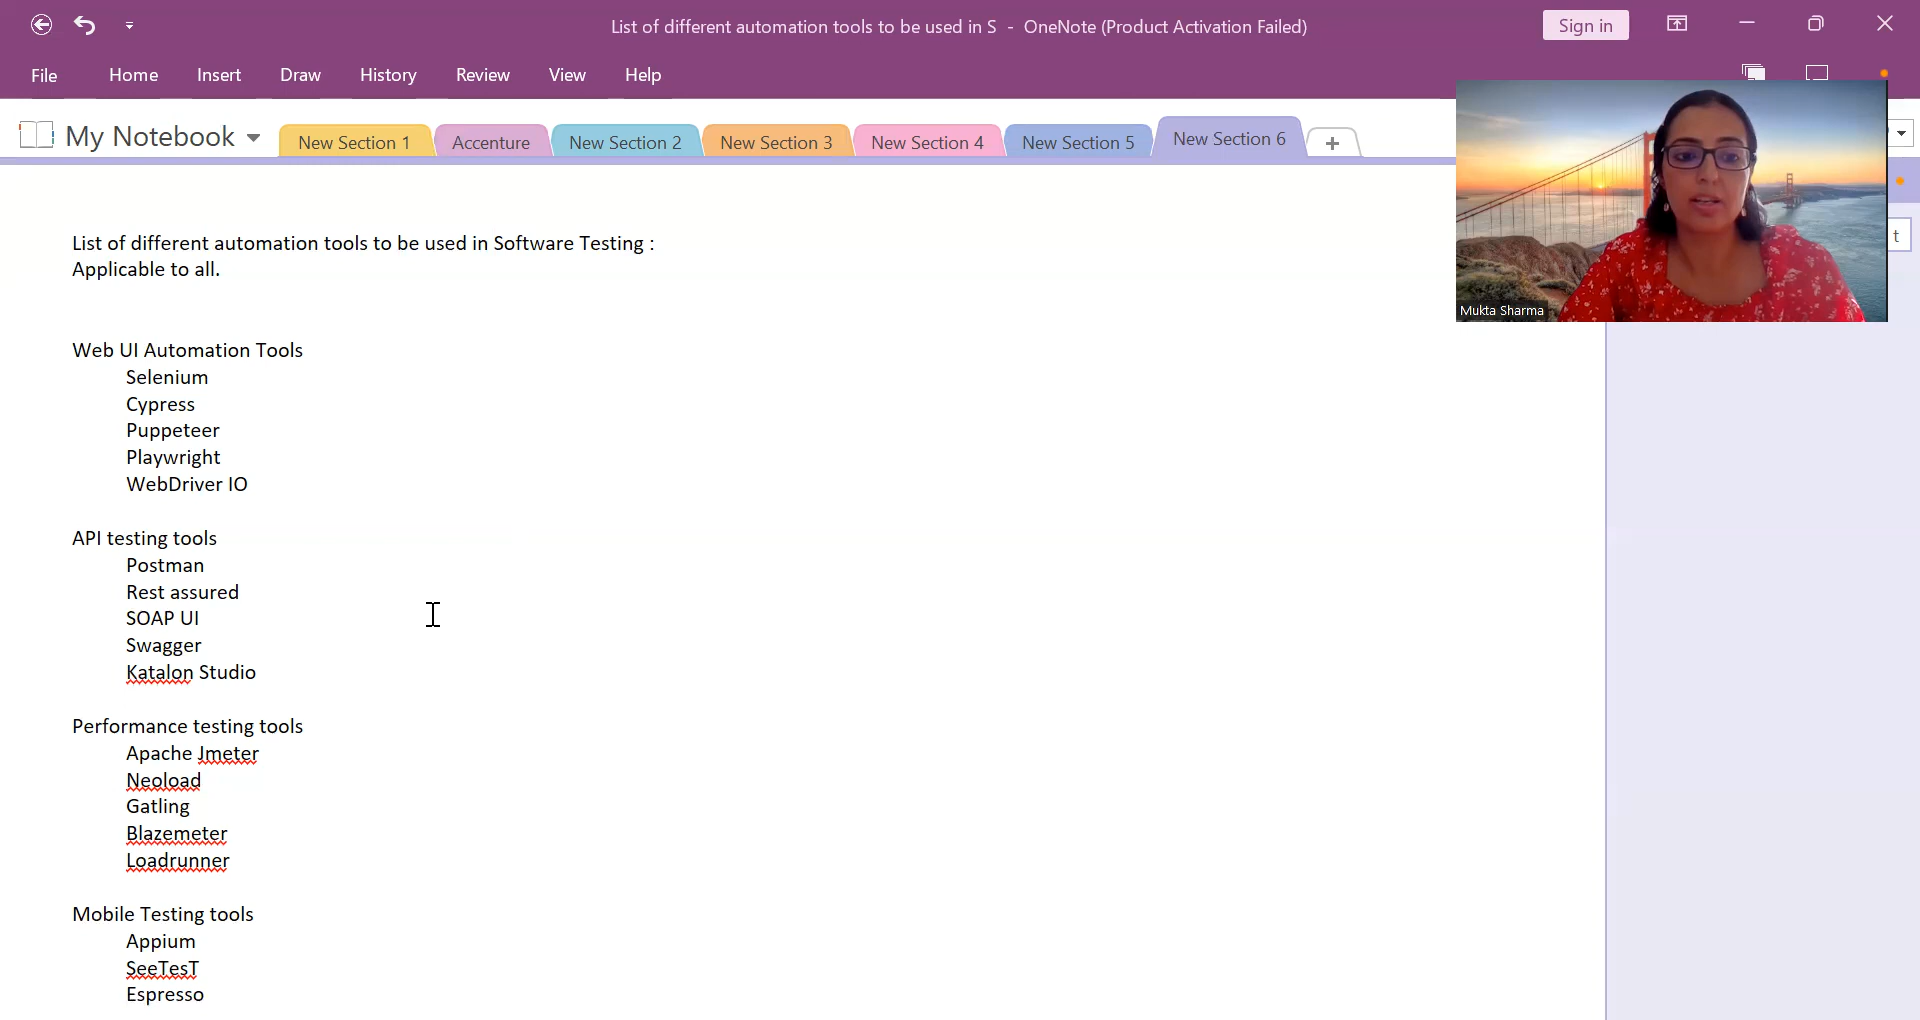 List of different automation tools to be used in S - OneNote (Product Activation Failed)
Sign in
File Home Insert Draw History Review View Help
My Notebook New Section 1 Accenture New Section 2 New Section 3 New Section 4 New Section 5 New Section 6 +
List of different automation tools to be used in Software Testing :
Applicable to all.
t
Mukta Sharma
Web UI Automation Tools
Selenium
Cypress
Puppeteer
Playwright
WebDriver IO
API testing tools
Postman
Rest assured
SOAP UI
Swagger
Katalon Studio
Performance testing tools
Apache Jmeter
Neoload
Gatling
Blazemeter
Loadrunner
Mobile Testing tools
Appium
SeeTesT
Espresso